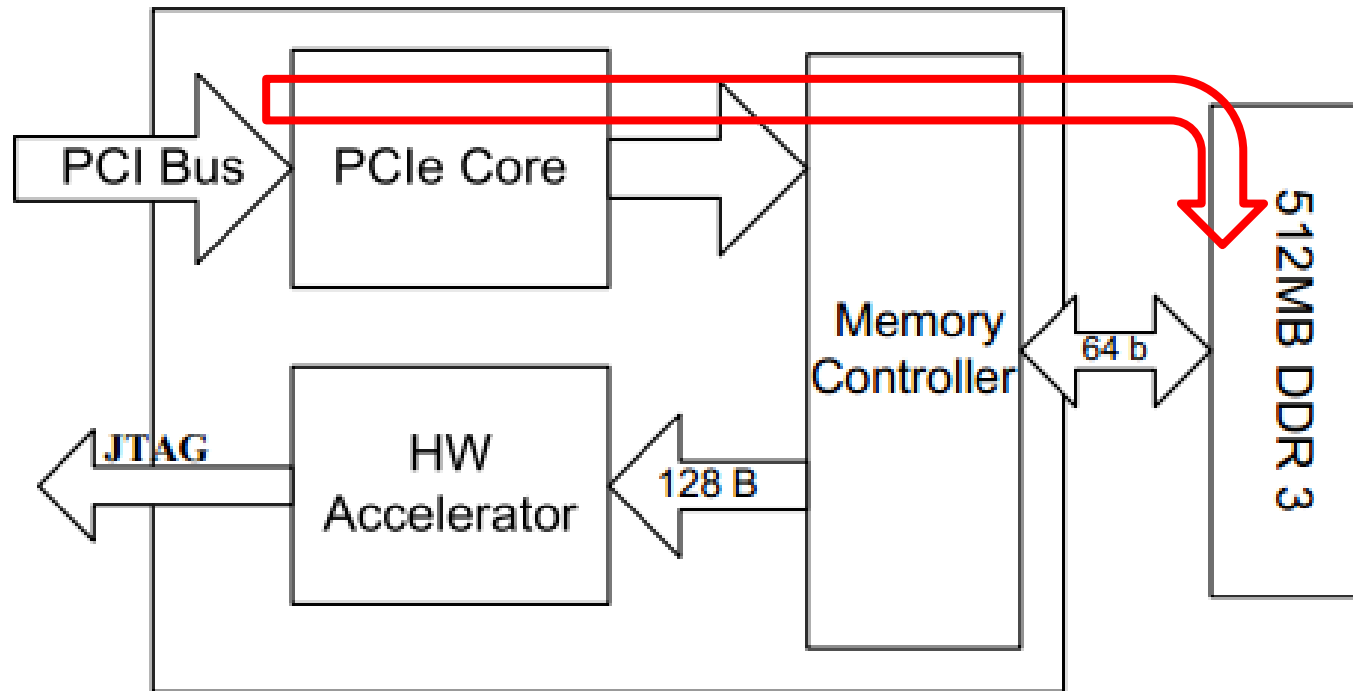 PCI Bus
PCIe Core
512MB DDR 3
Memory
Controller
64 b
JTAG
HW
Accelerator
128 B